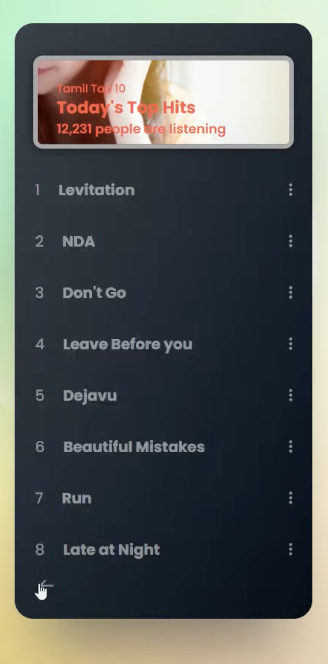 Tamil Top 10
Today's Top Hits
12,231 people are listening
1 Levitation
2 NDA
3 Don't Go
4 Leave Before you
5 Dejavu
6 Beautiful Mistakes
7 Run
8 Late at Night